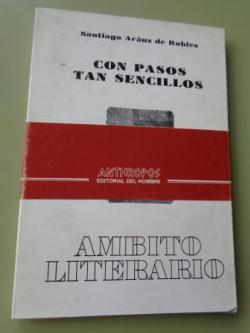 Santiago Aráuz de Robles
CON PASOS
TAN SENCILLOS
ANTHROPOS
EDITORIAL DEL HOMBRE
AMBITO
LITERARIO